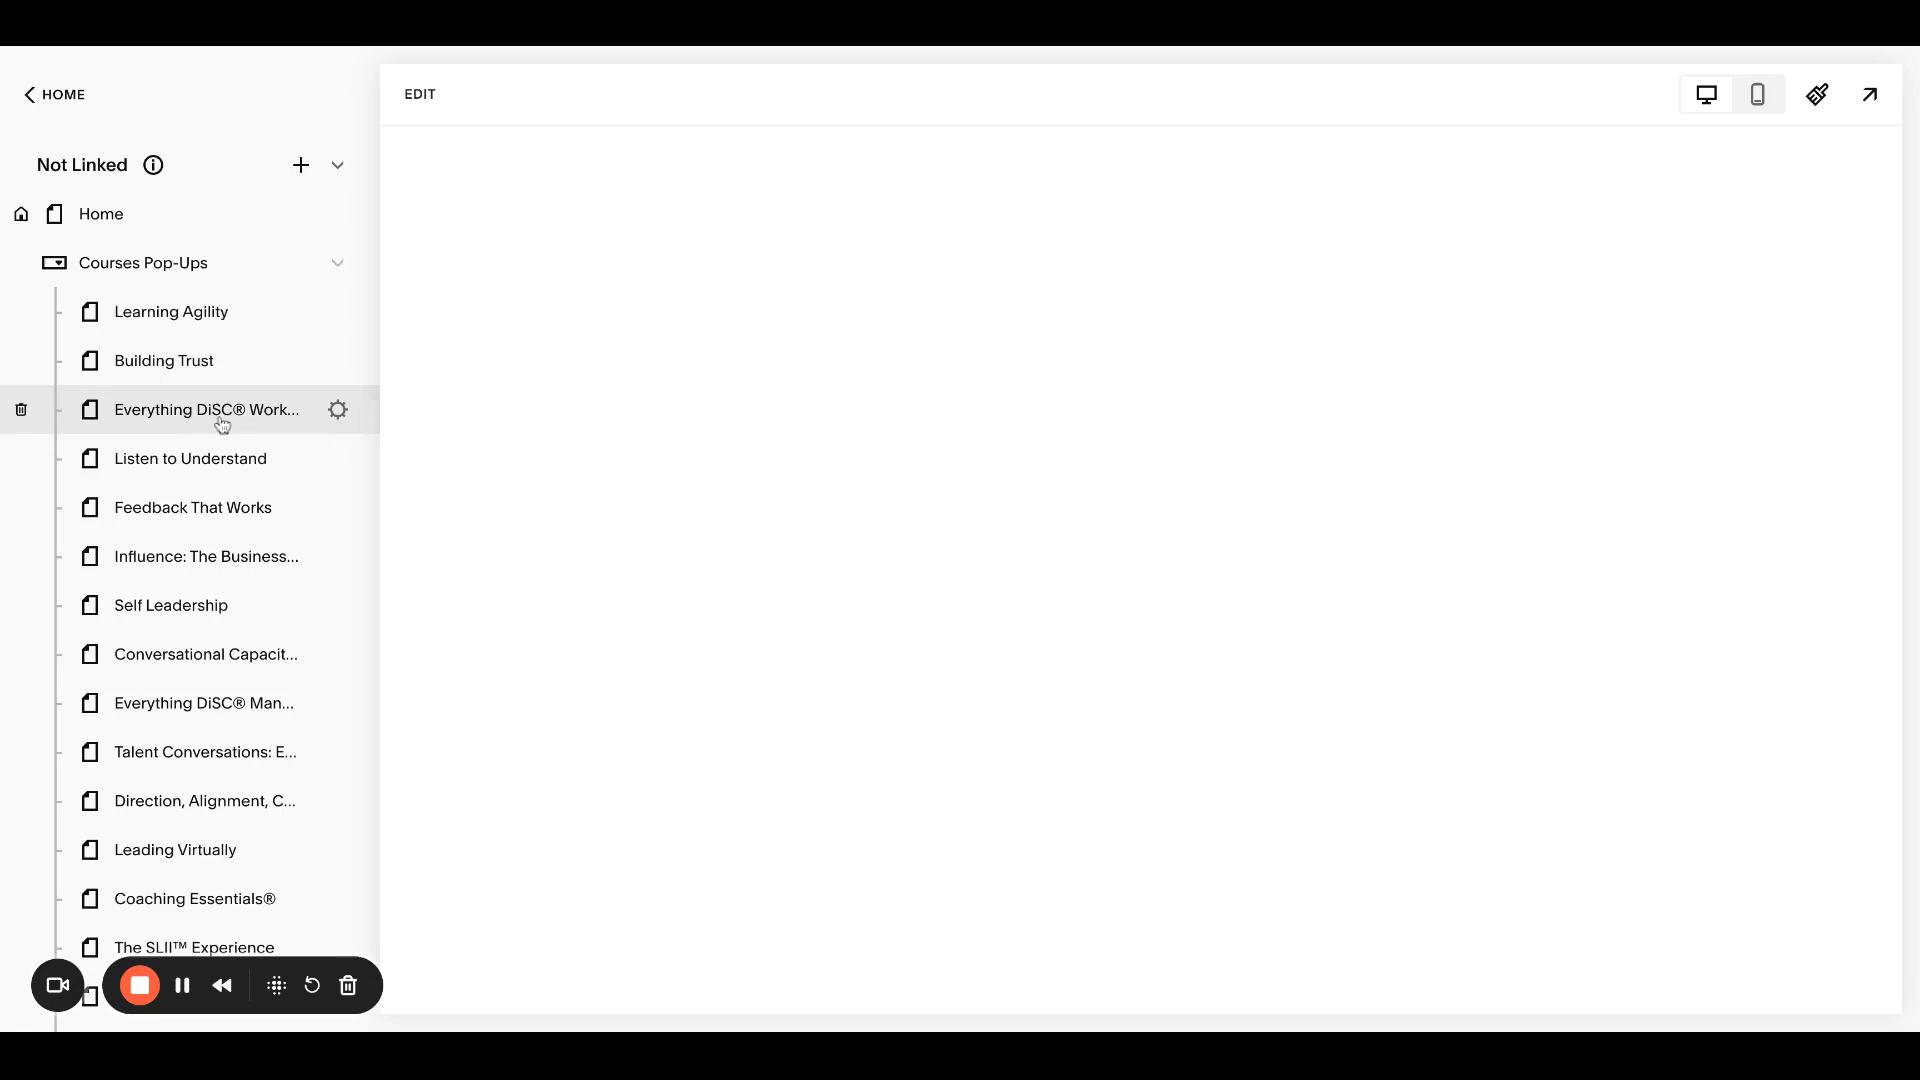 HOME
EDIT
Not Linked
Home
Courses Pop-Ups
Learning Agility
Building Trust
Everything DiSC® Work...
Listen to Understand
Feedback That Works
Influence: The Business...
Self Leadership
Conversational Capacit...
Everything DiSC® Man...
Talent Conversations: E...
Direction, Alignment, C...
Leading Virtually
Coaching Essentials®
The SLII™ Experience